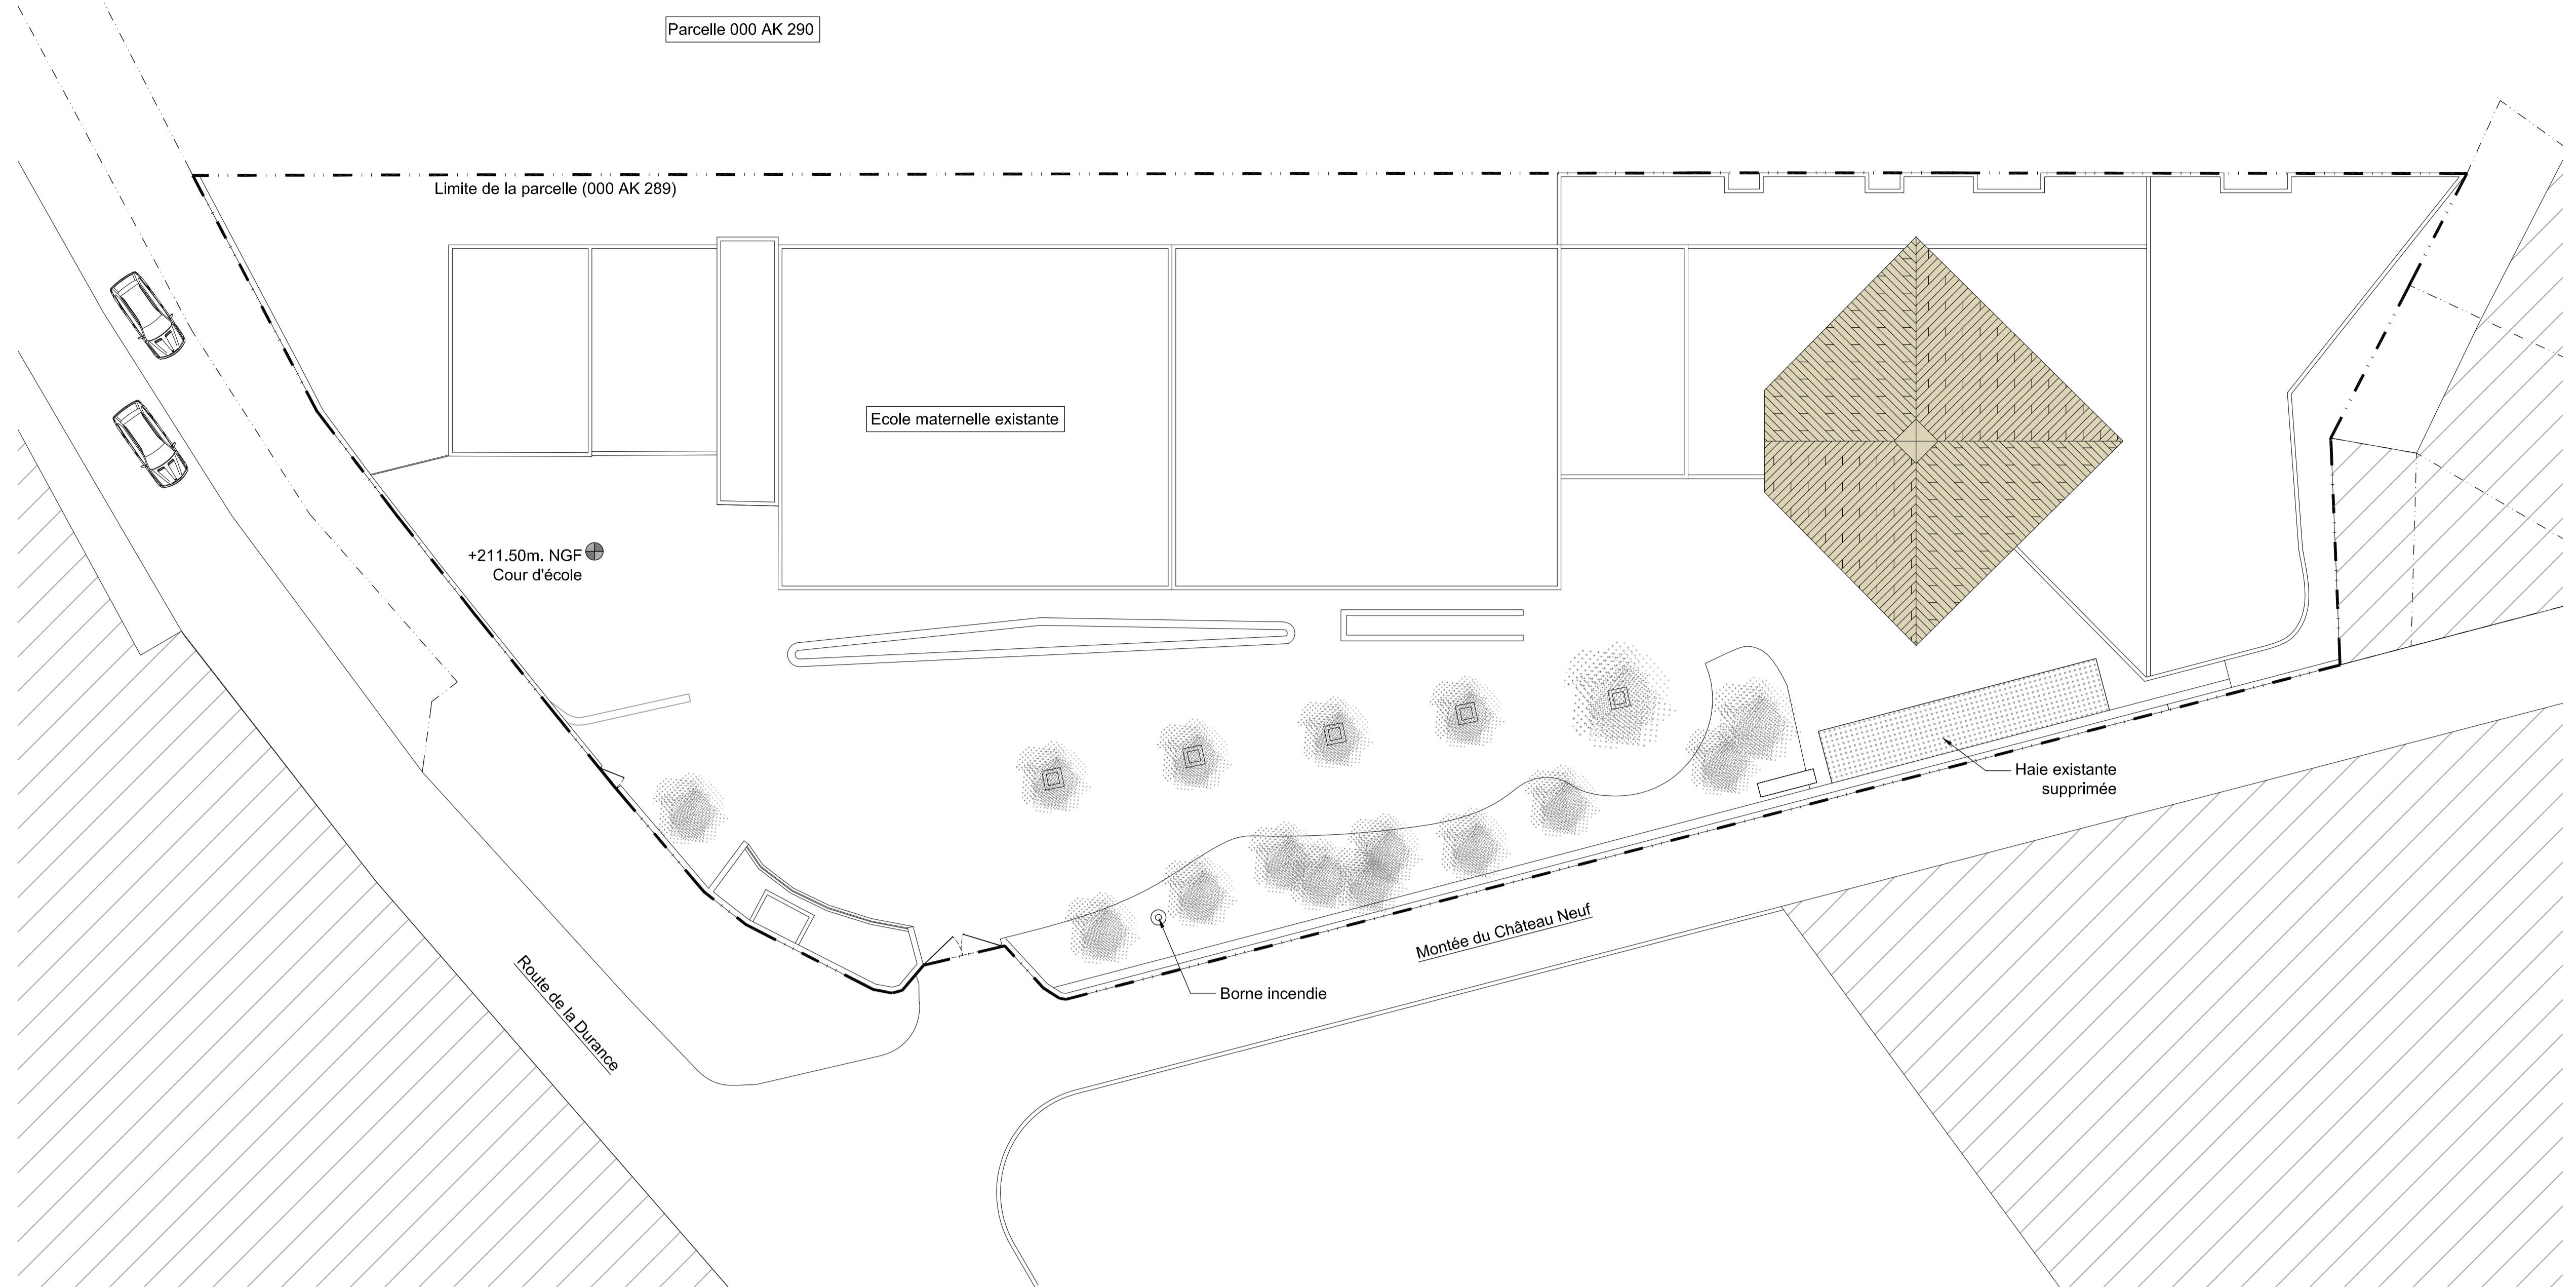 Parcelle 000 AK 290
Limite de la parcelle (000 AK 289)
Ecole maternelle existante
+211.50m. NGF
Cour d'école
Haie existante
supprimée
Montée du Château Neuf
Borne incendie
Route de la Durance